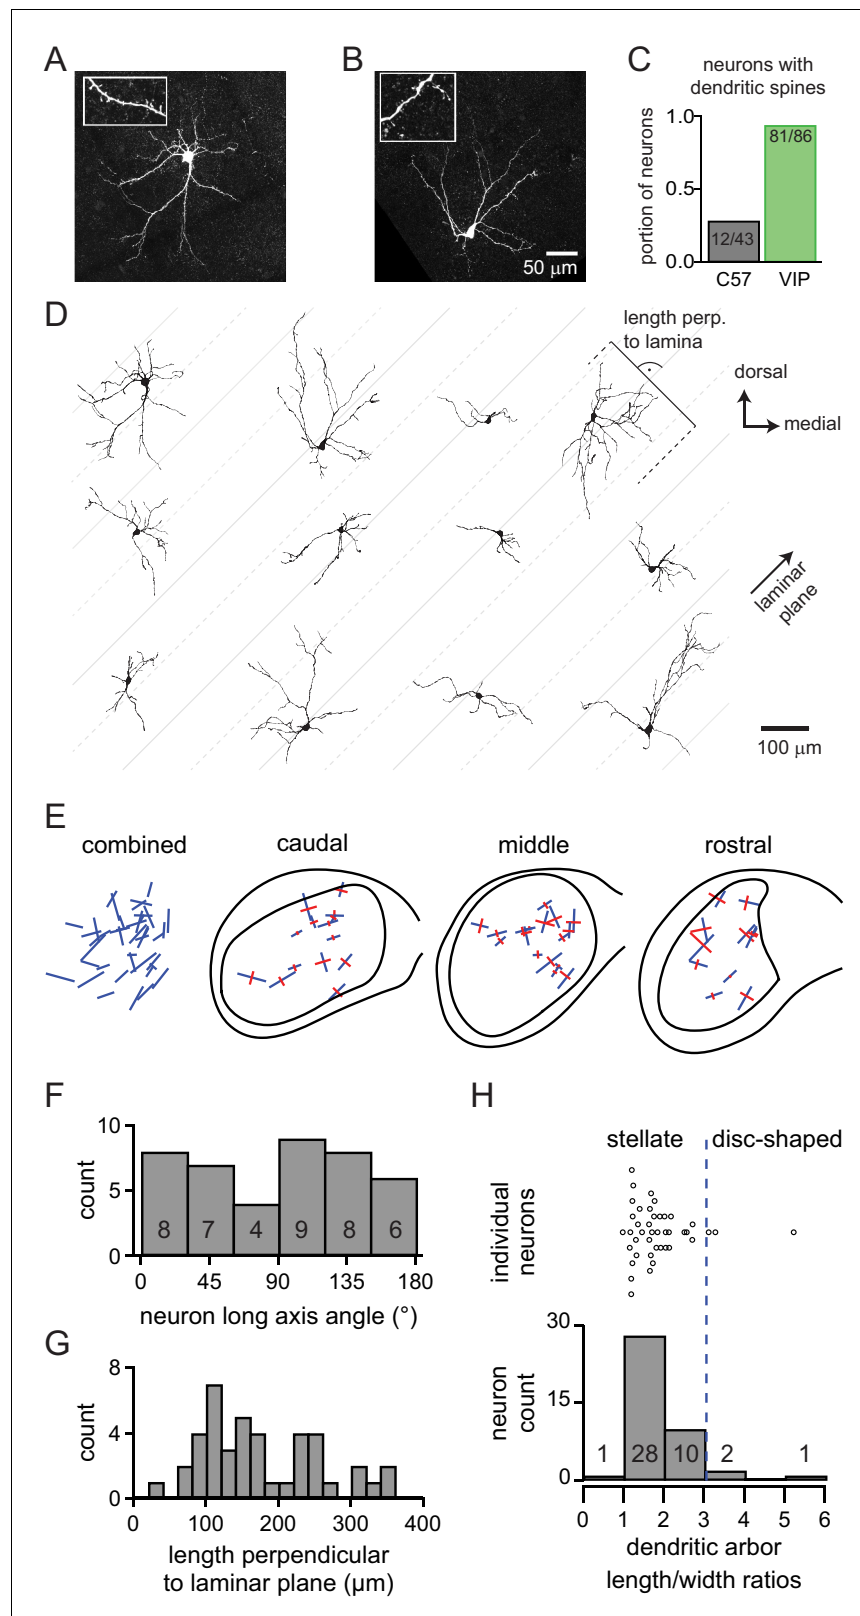 A
B
50 μm
C
neurons with
dendritic spines
portion of neurons
1.0
0.5
0.0
12/43
81/86
C57
VIP
D
length perp.
to lamina
dorsal
medial
laminar
plane
100 μm
E
combined
caudal
middle
rostral
F
count
10
5
0
8
7
4
9
8
6
0
45
90
135
180
neuron long axis angle (°)
G
count
8
4
0
0
100
200
300
400
length perpendicular
to laminar plane (μm)
H
stellate
disc-shaped
individual
neurons
neuron
count
30
15
0
1
28
10
2
1
0
1
2
3
4
5
6
dendritic arbor
length/width ratios